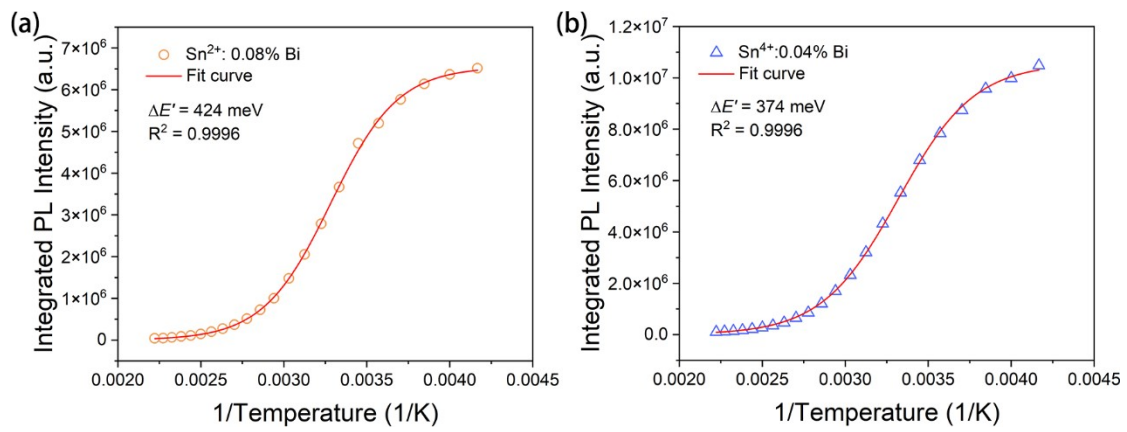 (a)
7×10⁶
6×10⁶
5×10⁶
4×10⁶
3×10⁶
2×10⁶
1×10⁶
0
Integrated PL Intensity (a.u.)
Sn²⁺: 0.08% Bi
Fit curve
ΔE' = 424 meV
R² = 0.9996
0.0020 0.0025 0.0030 0.0035 0.0040 0.0045
1/Temperature (1/K)
(b)
1.2×10⁷
1.0×10⁷
8.0×10⁶
6.0×10⁶
4.0×10⁶
2.0×10⁶
0.0
Integrated PL Intensity (a.u.)
Sn⁴⁺:0.04% Bi
Fit curve
ΔE' = 374 meV
R² = 0.9996
0.0020 0.0025 0.0030 0.0035 0.0040 0.0045
1/Temperature (1/K)